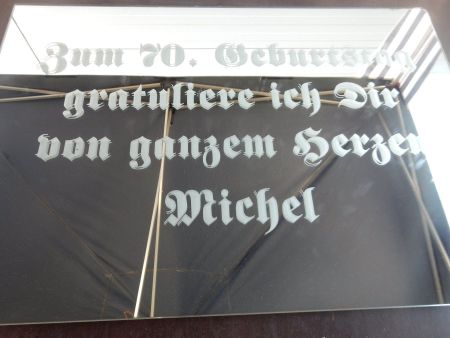 Zum 70. Geburtstag
gratuliere ich Dir
von ganzem Herzen
Michel